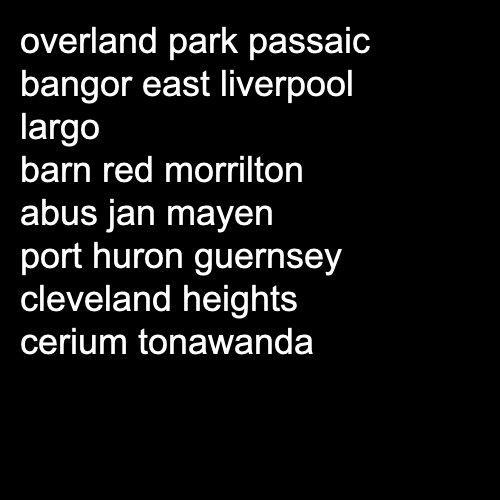 overland park passaic
bangor east liverpool
largo
barn red morrilton
abus jan mayen
port huron guernsey
cleveland heights
cerium tonawanda